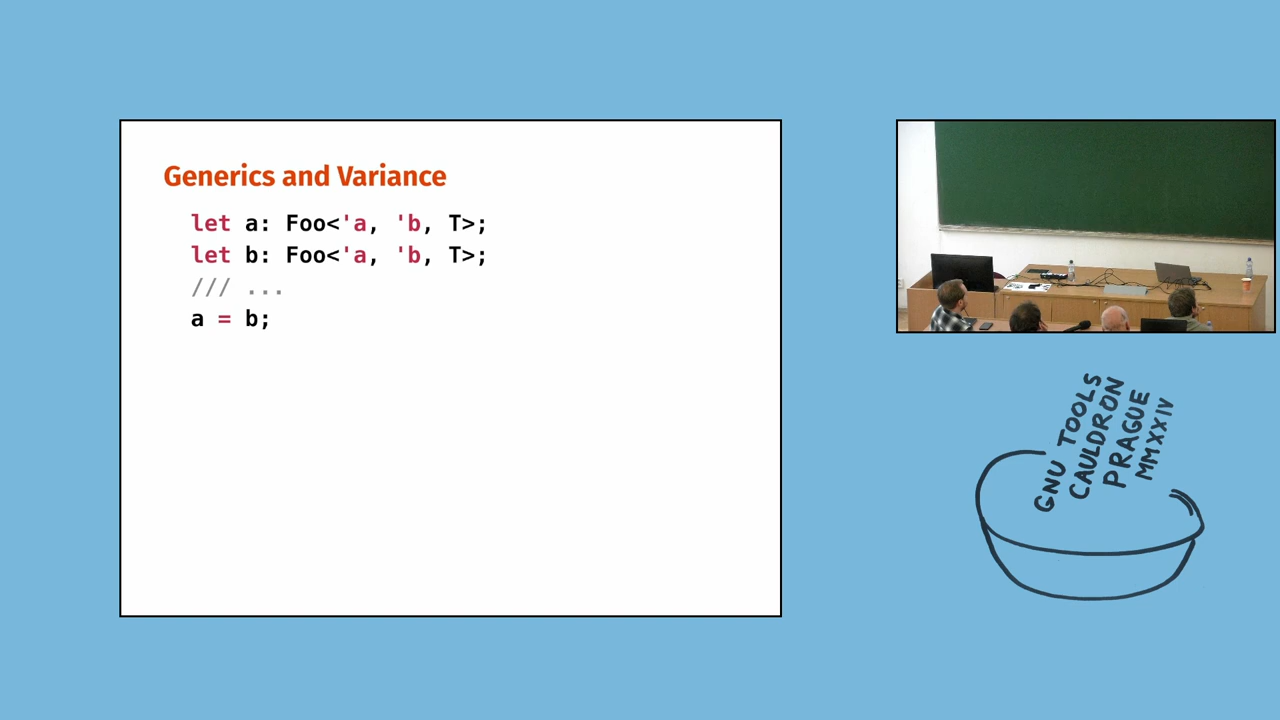 Generics and Variance
let a: Foo<'a, 'b, T>;
let b: Foo<'a, 'b, T>;
/// ...
a = b;
GNU TOOLS
CAULDRON
PRAGUE
MMXXIV